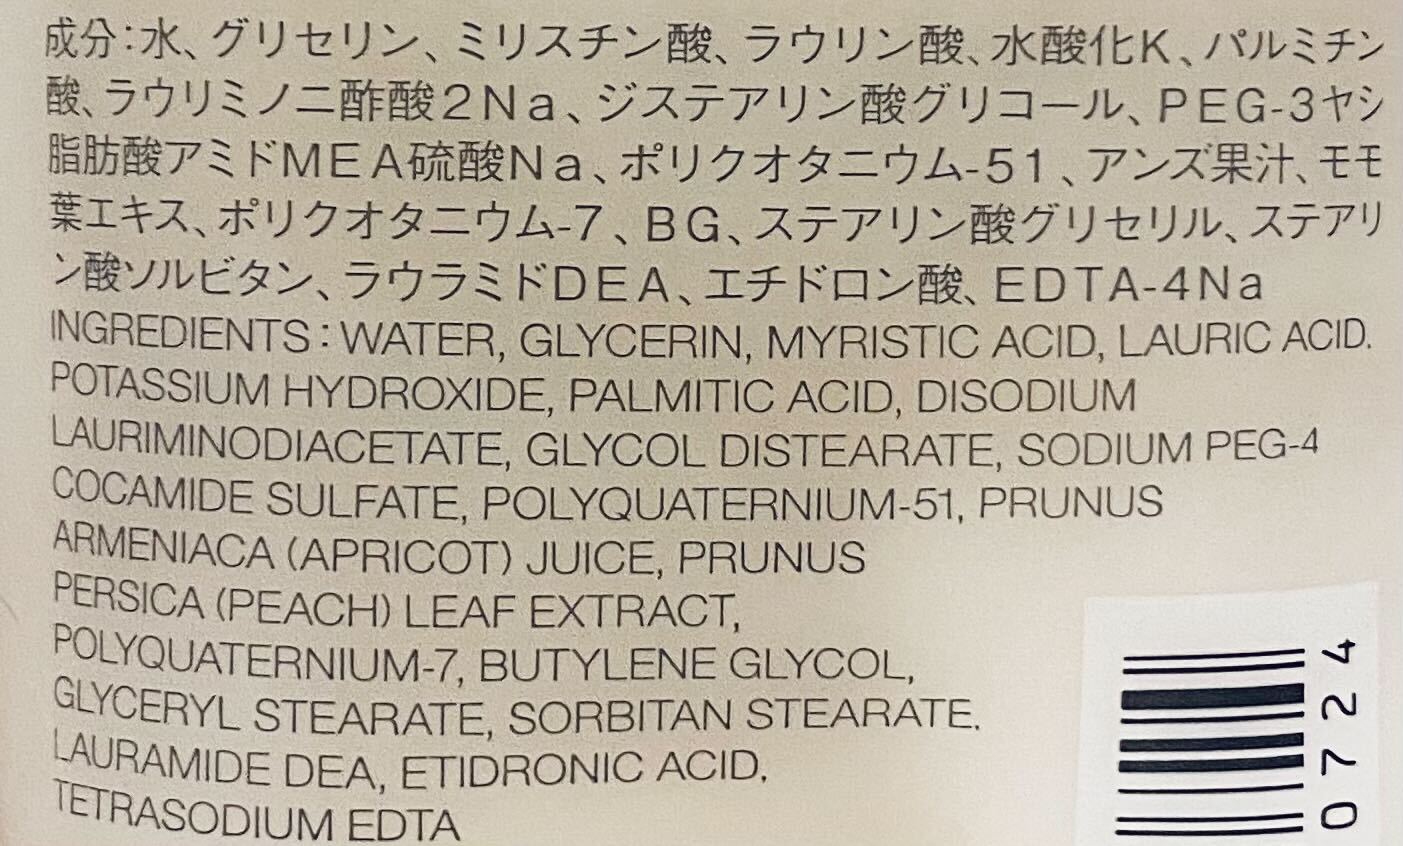 成分：水、グリセリン、ミリスチン酸、ラウリン酸、水酸化K、パルミチン
酸、ラウリミノニ酢酸2Na、ジステアリン酸グリコール、PEG-3ヤシ
脂肪酸アミドMEA硫酸Na、ポリクオタニウム-51、アンズ果汁、モモ
葉エキス、ポリクオタニウム-7、BG、ステアリン酸グリセリル、ステアリ
ン酸ソルビタン、ラウラミドDEA、エチドロン酸、EDTA-4Na
INGREDIENTS：WATER, GLYCERIN, MYRISTIC ACID, LAURIC ACID.
POTASSIUM HYDROXIDE, PALMITIC ACID, DISODIUM
LAURIMINODIACETATE, GLYCOL DISTEARATE, SODIUM PEG-4
COCAMIDE SULFATE, POLYQUATERNIUM-51, PRUNUS
ARMENIACA (APRICOT) JUICE, PRUNUS
PERSICA (PEACH) LEAF EXTRACT,
POLYQUATERNIUM-7, BUTYLENE GLYCOL,
GLYCERYL STEARATE, SORBITAN STEARATE.
LAURAMIDE DEA, ETIDRONIC ACID.
TETRASODIUM EDTA
0724